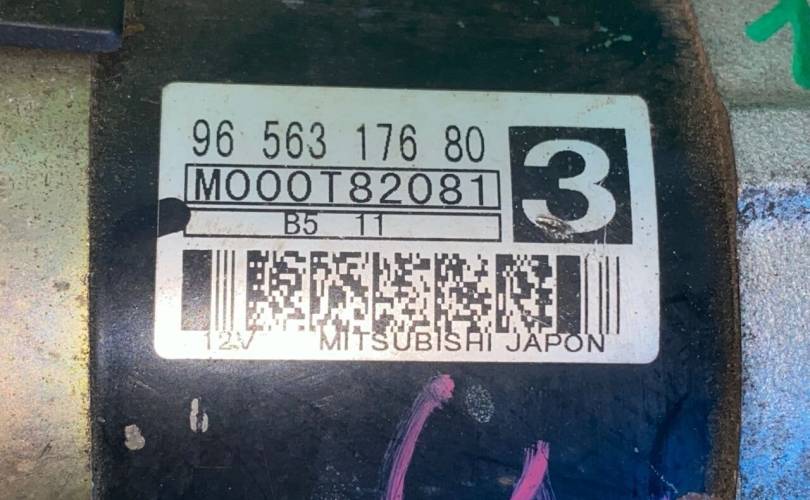 96 563 176 80
3
M000T82081
B5 11
12V MITSUBISHI JAPON